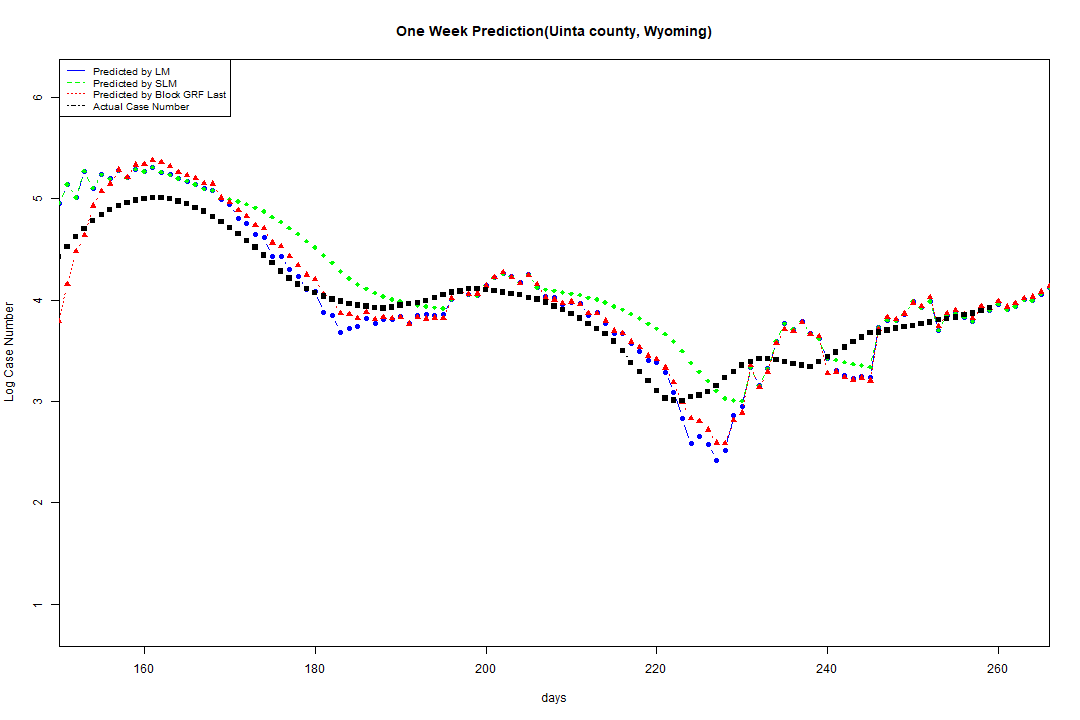 One Week Prediction(Uinta county, Wyoming)
Predicted by LM
Predicted by SLM
Predicted by Block GRF Last
Actual Case Number
6
5
4
3
2
1
Log Case Number
160
180
200
220
240
260
days